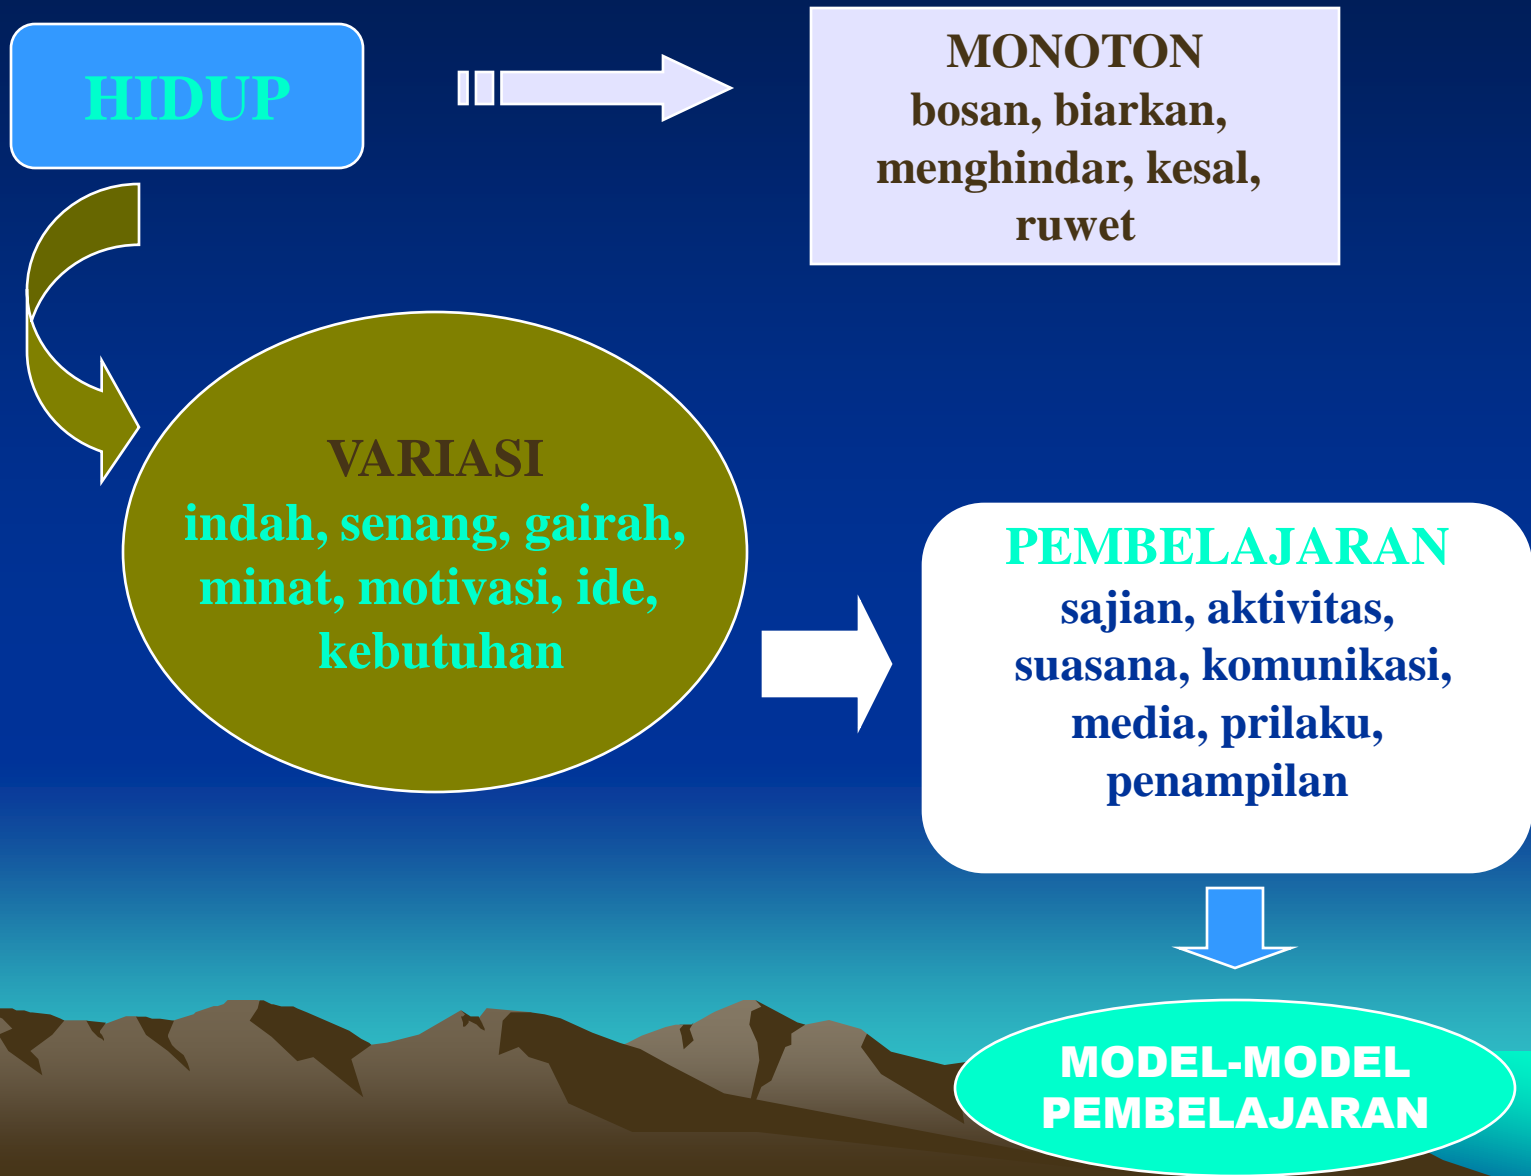 HIDUP
MONOTON
bosan, biarkan,
menghindar, kesal,
ruwet
VARIASI
indah, senang, gairah,
minat, motivasi, ide,
kebutuhan
PEMBELAJARAN
sajian, aktivitas,
suasana, komunikasi,
media, prilaku,
penampilan
MODEL-MODEL
PEMBELAJARAN